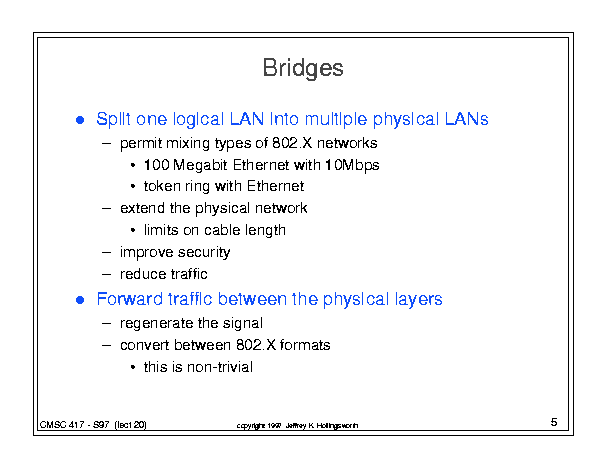 Bridges
● Split one logical LAN into multiple physical LANs
– permit mixing types of 802.X networks
• 100 Megabit Ethernet with 10Mbps
• token ring with Ethernet
– extend the physical network
• limits on cable length
– improve security
– reduce traffic
● Forward traffic between the physical layers
– regenerate the signal
– convert between 802.X formats
• this is non-trivial
CMSC 417 - S97 (lect20) copyright 1997 Jeffrey K. Hollingsworth 5